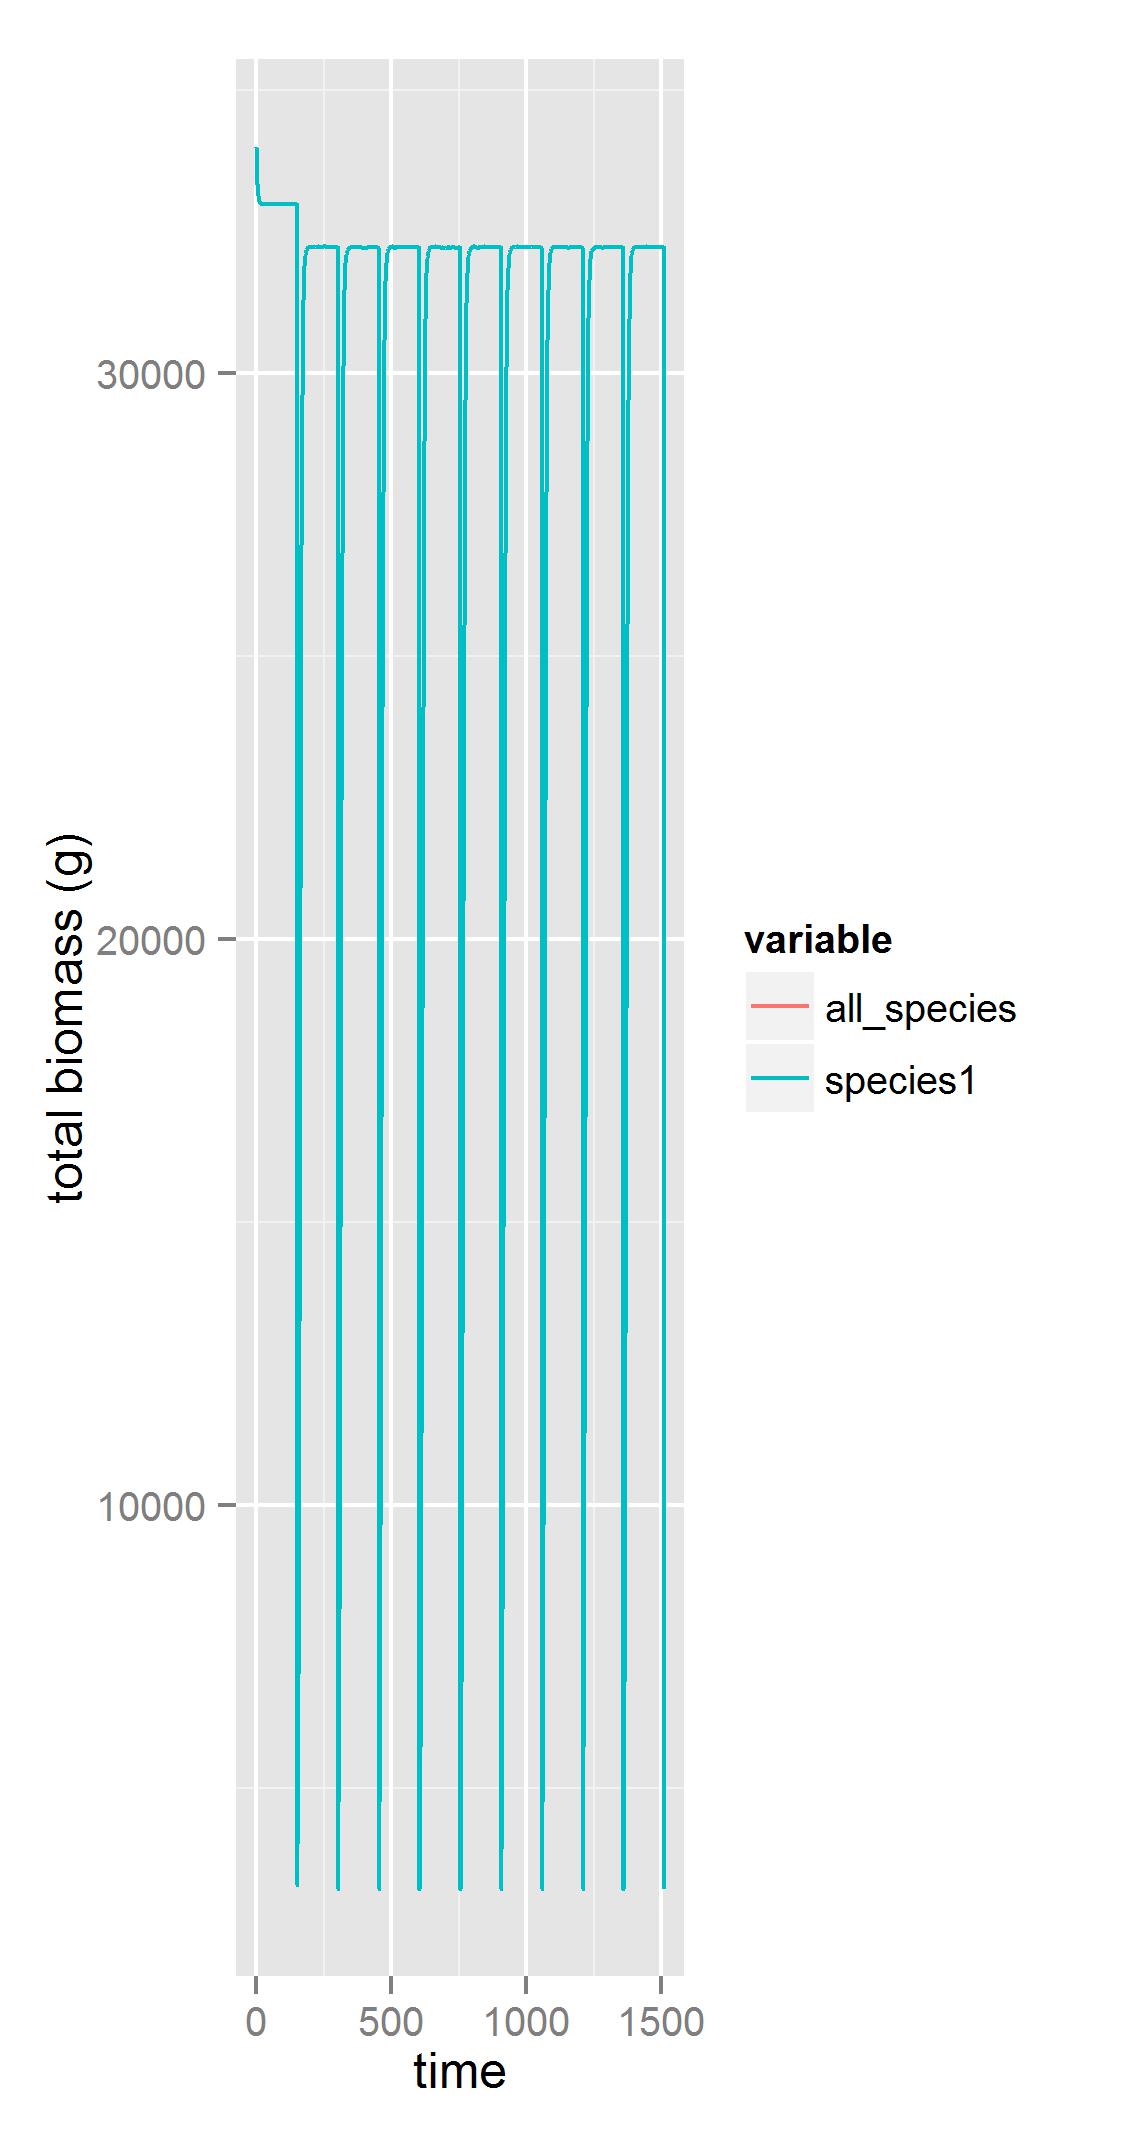 total biomass (g)
30000
20000
10000
0 500 1000 1500
time
variable
all_species
species1